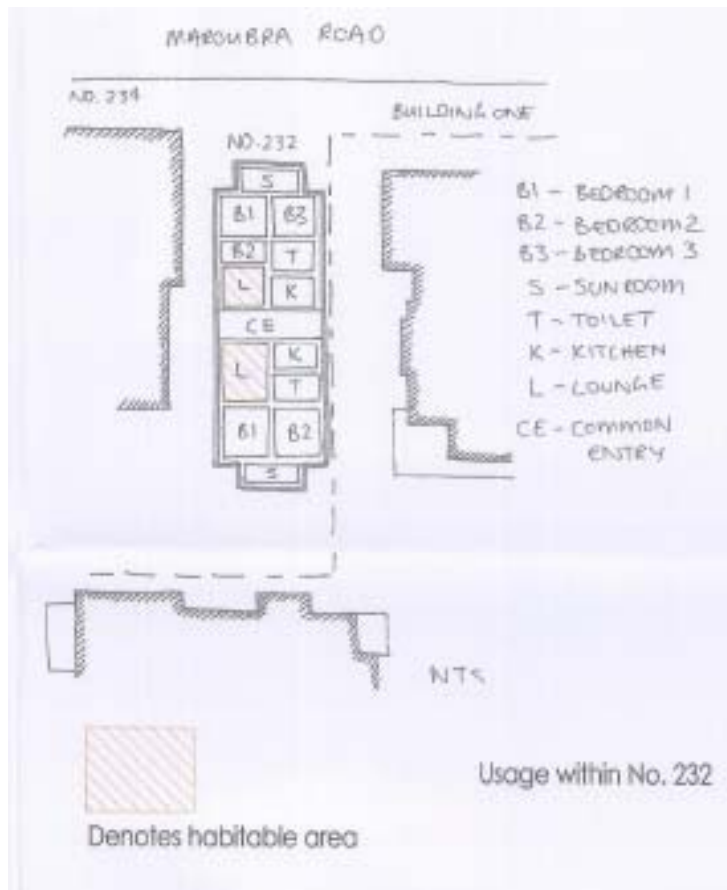 MAROUBRA ROAD
NO. 234
BUILDING ONE
NO. 232
S
B1 B3
B2 T
L K
CE
L K
T
B1 B2
S
B1 - BEDROOM 1
B2 - BEDROOM 2
B3 - BEDROOM 3
S - SUNROOM
T - TOILET
K - KITCHEN
L - LOUNGE
CE - COMMON
ENTRY
NTS
Usage within No. 232
Denotes habitable area